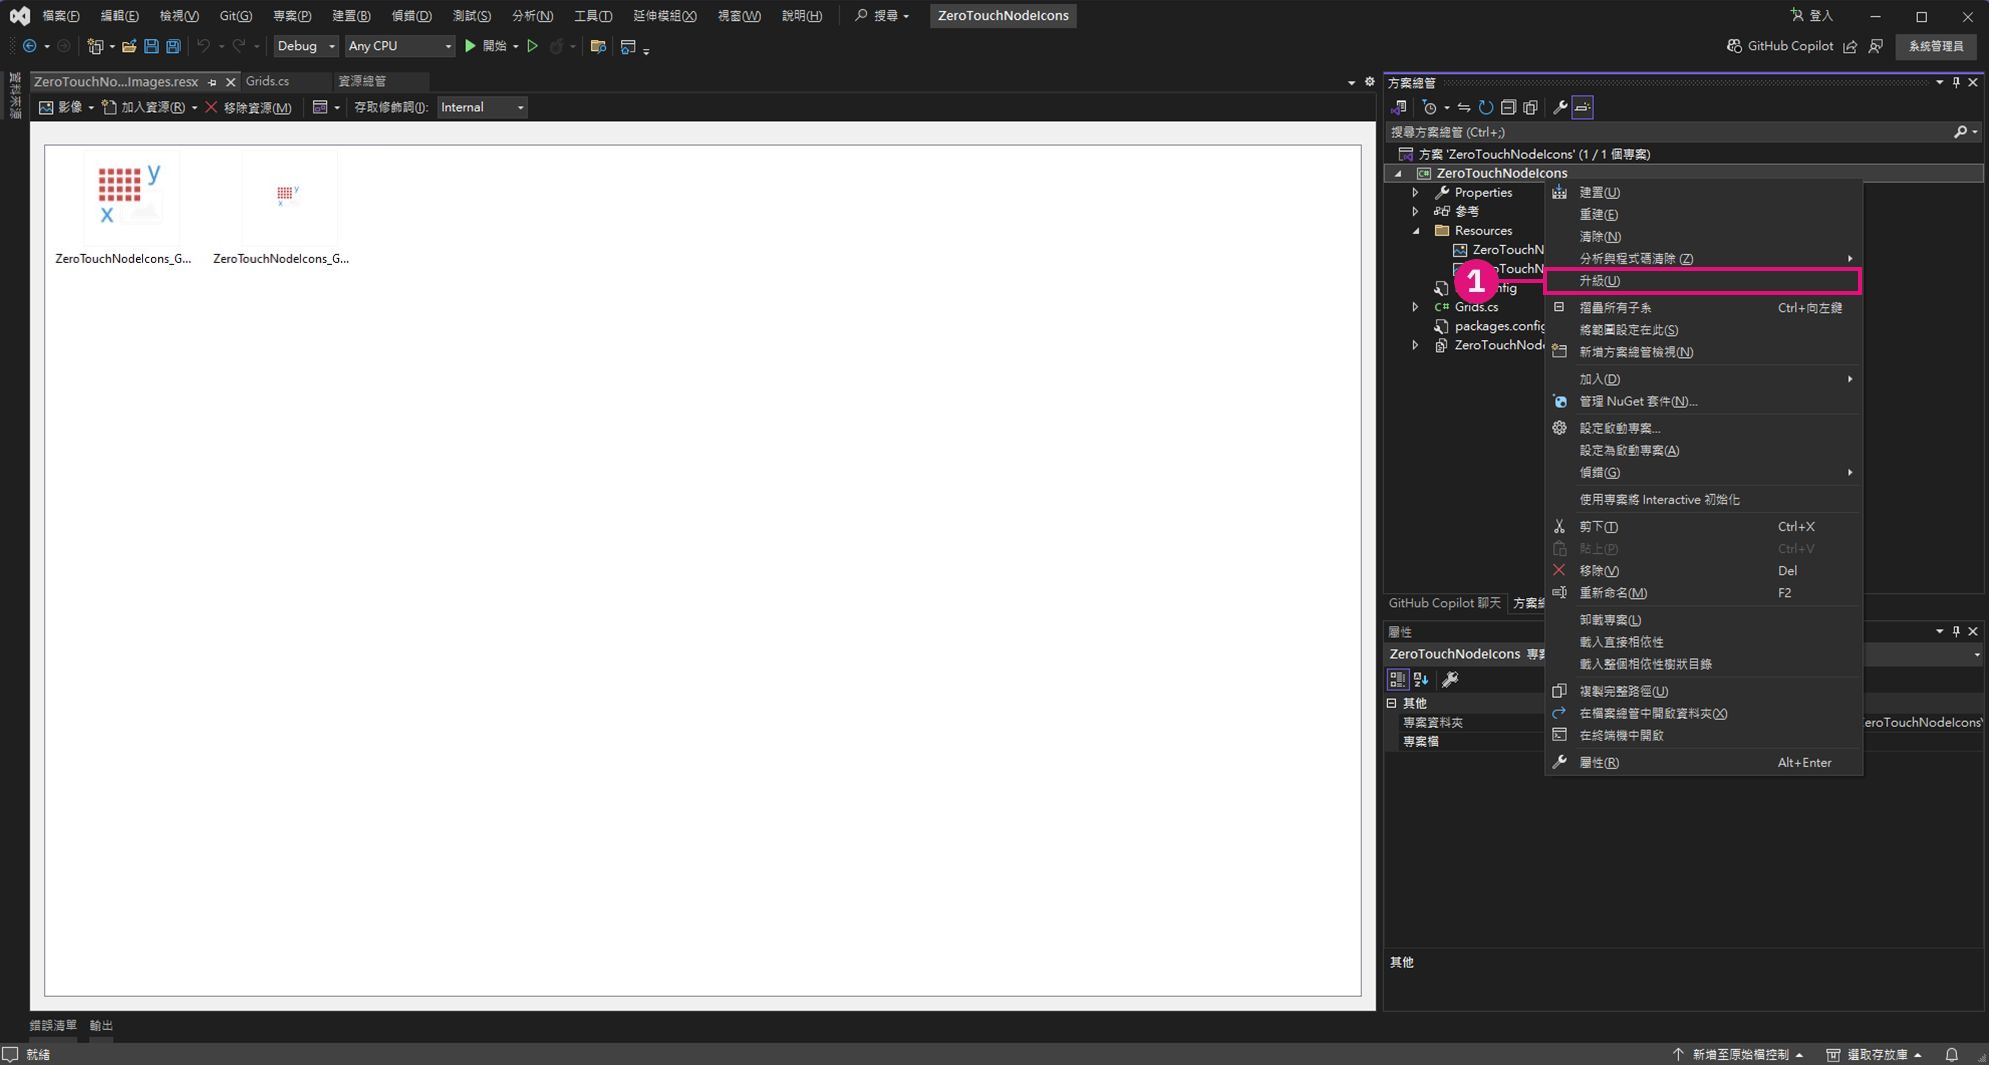 檔案(F) 編輯(E) 檢視(V) Git(G) 專案(P) 建置(B) 偵錯(D) 測試(S) 分析(N) 工具(T) 延伸模組(X) 視窗(W) 說明(H) 搜尋 ZeroTouchNodeIcons 登入
Debug Any CPU 開始 GitHub Copilot 系統管理員
資料來源
ZeroTouchNo...Images.resx Grids.cs 資源總管
影像 加入資源(R) 移除資源(M) 存取修飾詞(I): Internal
y
x
y
x
ZeroTouchNodeIcons_G... ZeroTouchNodeIcons_G...
方案總管
搜尋方案總管 (Ctrl+;)
方案 'ZeroTouchNodeIcons' (1 / 1 個專案)
C# ZeroTouchNodeIcons
Properties
參考
Resources
ZeroTouchN
oTouchN
nfig
C# Grids.cs
packages.config
ZeroTouchNode
1
建置(U)
重建(E)
清除(N)
分析與程式碼清除 (Z)
升級(U)
摺疊所有子系 Ctrl+向左鍵
將範圍設定在此(S)
新增方案總管檢視(N)
加入(D)
管理 NuGet 套件(N)...
設定啟動專案...
設定為啟動專案(A)
偵錯(G)
使用專案將 Interactive 初始化
剪下(T) Ctrl+X
貼上(P) Ctrl+V
移除(V) Del
重新命名(M) F2
卸載專案(L)
載入直接相依性
載入整個相依性樹狀目錄
複製完整路徑(U)
在檔案總管中開啟資料夾(X)
在終端機中開啟
屬性(R) Alt+Enter
GitHub Copilot 聊天 方案總
屬性
ZeroTouchNodeIcons 專案
其他
專案資料夾 eroTouchNodeIcons\
專案檔
其他
錯誤清單 輸出
就緒 新增至原始檔控制 選取存放庫